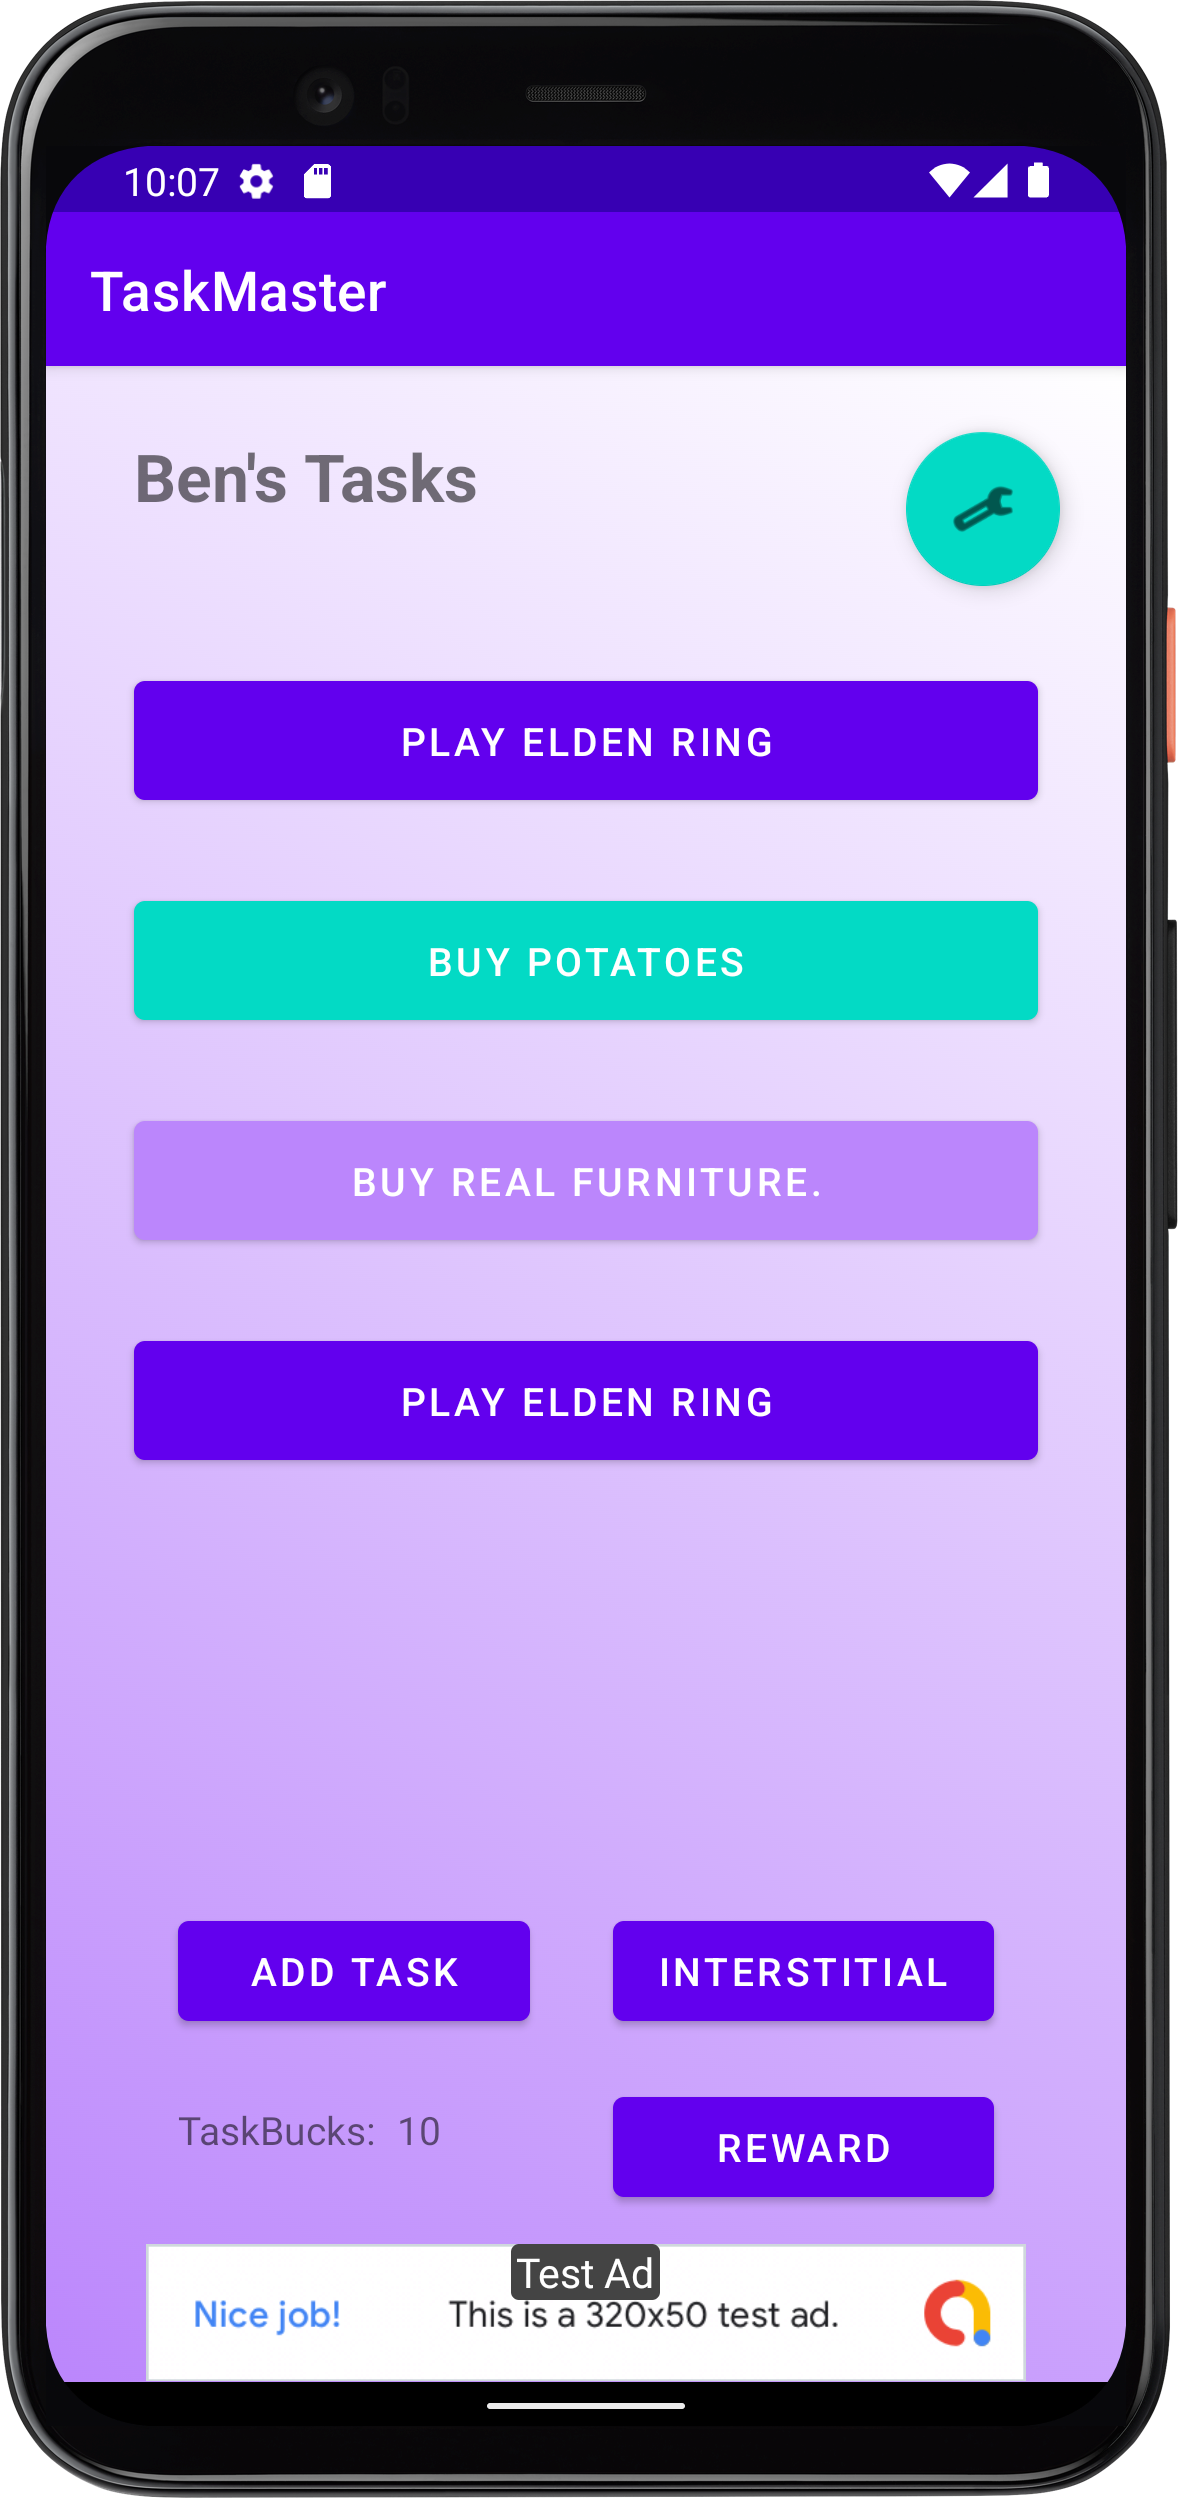 10:07
TaskMaster
Ben's Tasks
PLAY ELDEN RING
BUY POTATOES
BUY REAL FURNITURE.
PLAY ELDEN RING
ADD TASK
INTERSTITIAL
TaskBucks: 10
REWARD
Test Ad
Nice job!
This is a 320x50 test ad.